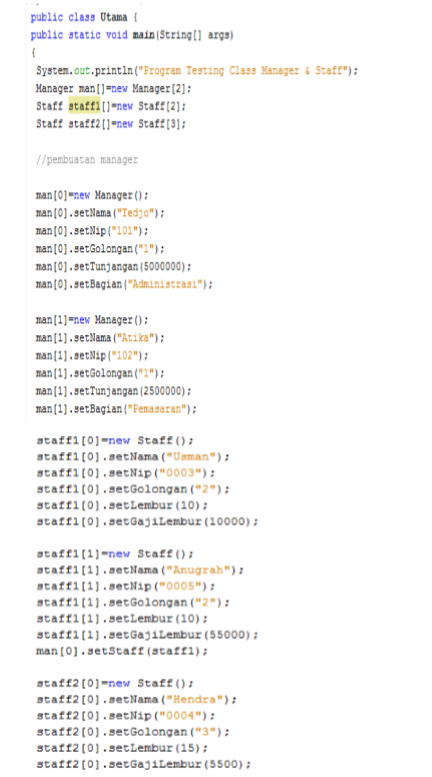 public class Utama {
public static void main(String[] args)
{
System.out.println("Program Testing Class Manager & Staff");
Manager man[]=new Manager[2];
Staff staff1[]=new Staff[2];
Staff staff2[]=new Staff[3];
//pembuatan manager
man[0]=new Manager();
man[0].setNama("Tedjo");
man[0].setNip("101");
man[0].setGolongan("1");
man[0].setTunjangan(5000000);
man[0].setBagian("Administrasi");
man[1]=new Manager();
man[1].setNama("Atika");
man[1].setNip("102");
man[1].setGolongan("1");
man[1].setTunjangan(2500000);
man[1].setBagian("Pemasaran");
staff1[0]=new Staff();
staff1[0].setNama("Usman");
staff1[0].setNip("0003");
staff1[0].setGolongan("2");
staff1[0].setLembur(10);
staff1[0].setGajiLembur(10000);
staff1[1]=new Staff();
staff1[1].setNama("Anugrah");
staff1[1].setNip("0005");
staff1[1].setGolongan("2");
staff1[1].setLembur(10);
staff1[1].setGajiLembur(55000);
man[0].setStaff(staff1);
staff2[0]=new Staff();
staff2[0].setNama("Hendra");
staff2[0].setNip("0004");
staff2[0].setGolongan("3");
staff2[0].setLembur(15);
staff2[0].setGajiLembur(5500);